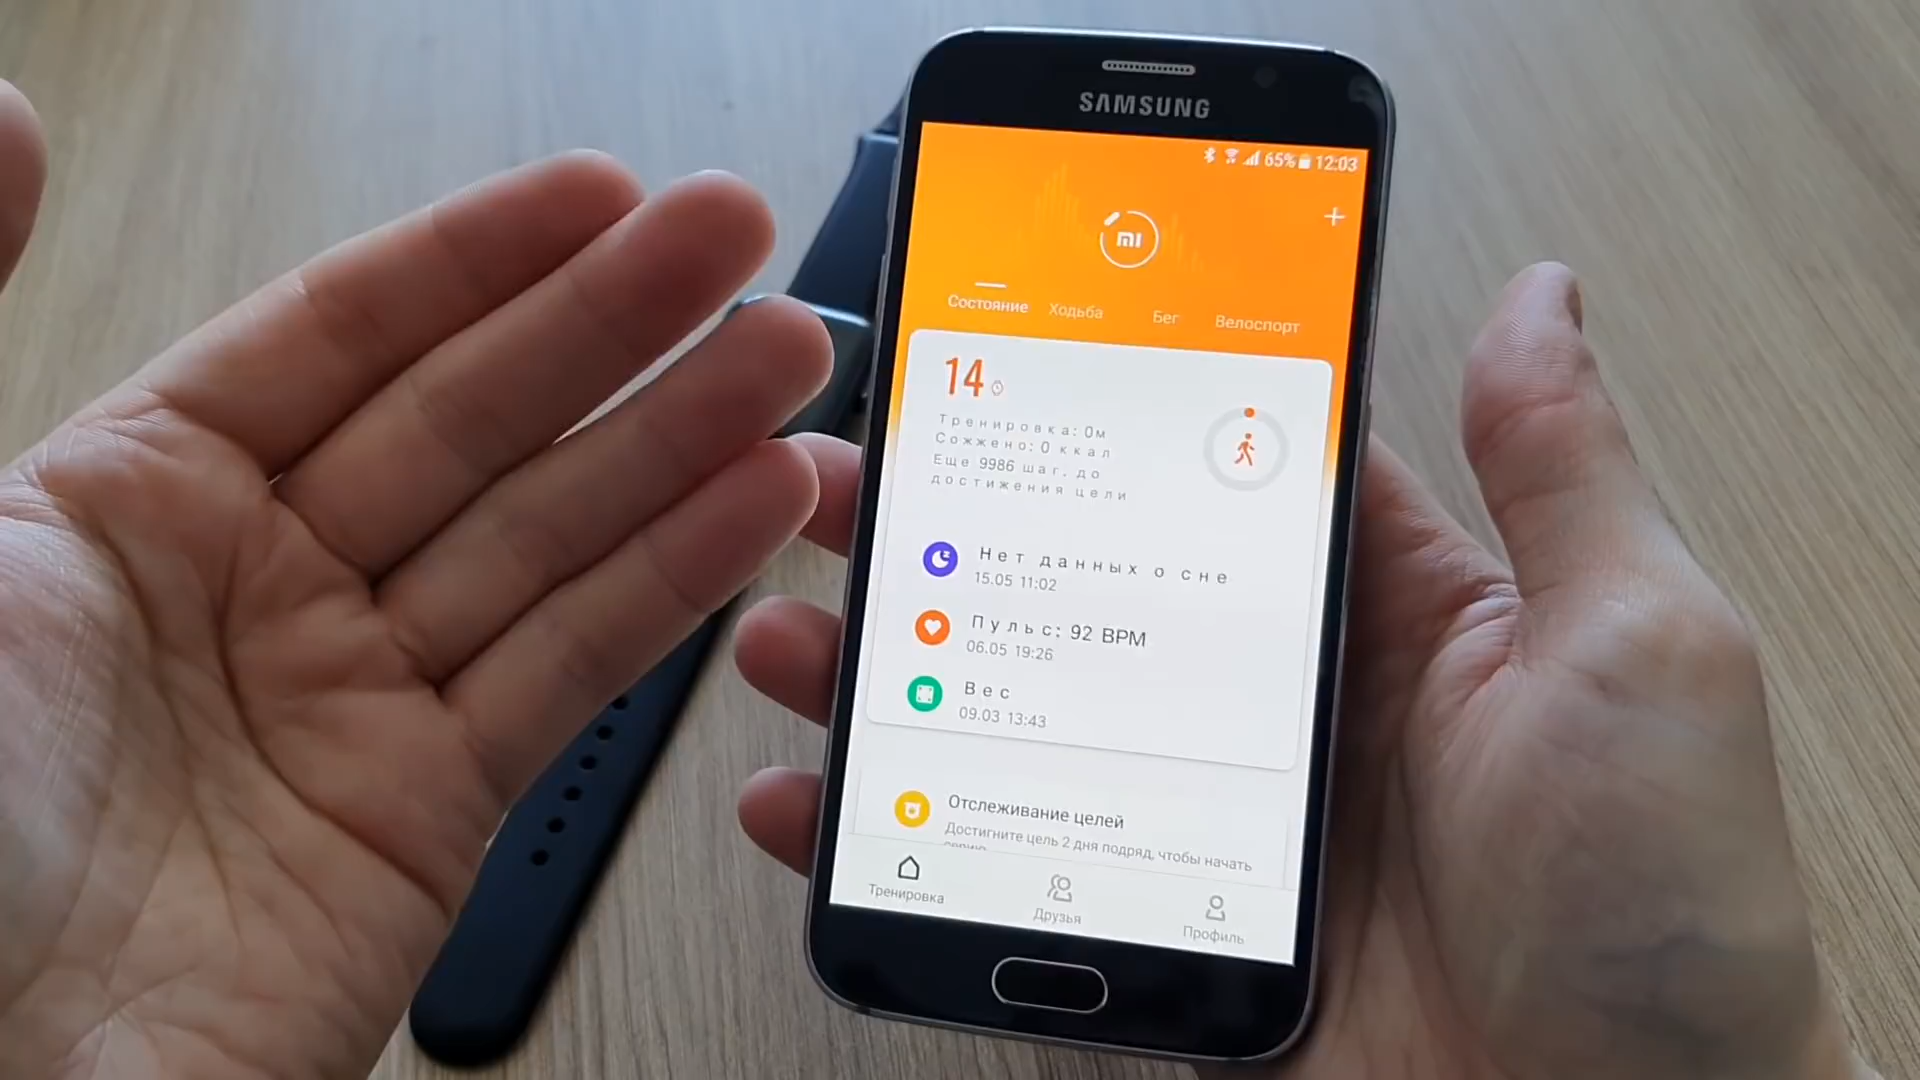 SAMSUNG
65% 12:03
mi
Состояние Ходьба Бег Велоспорт
14
Тренировка: 0м
Сожжено: 0 ккал
Еще 9986 шаг. до
достижения цели
Нет данных о сне
15.05 11:02
Пульс: 92 BPM
06.05 19:26
Вес
09.03 13:43
Отслеживание целей
Достигните цель 2 дня подряд, чтобы начать
Тренировка Друзья Профиль